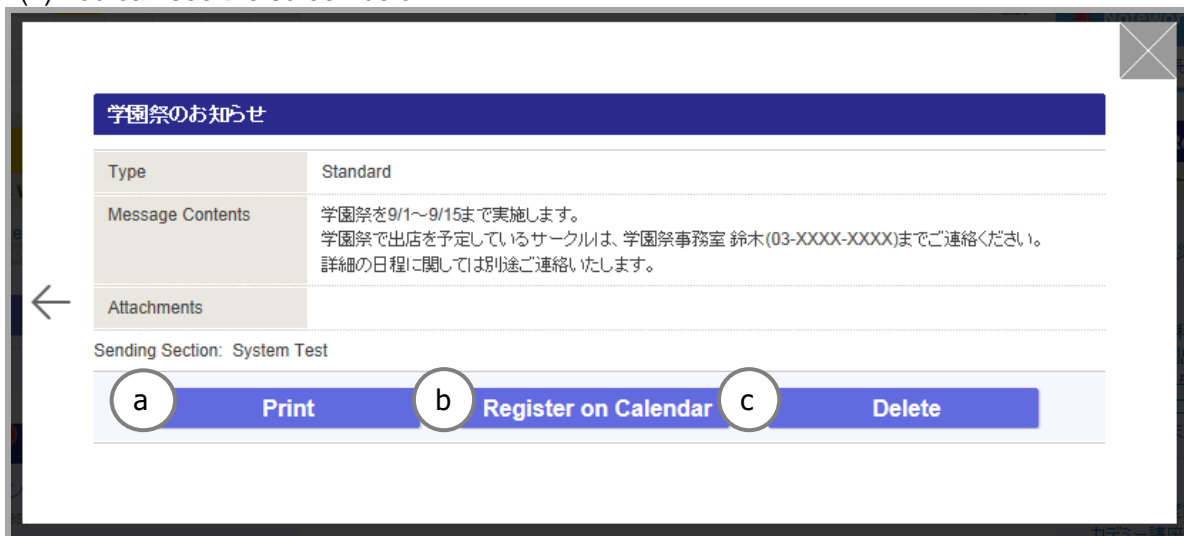 学園祭のお知らせ
Type Standard
Message Contents 学園祭を9/1～9/15まで実施します。
学園祭で出店を予定しているサークルは、学園祭事務室 鈴木(03-XXXX-XXXX)までご連絡ください。
詳細の日程に関しては別途ご連絡いたします。
Attachments
Sending Section: System Test
a Print b Register on Calendar c Delete